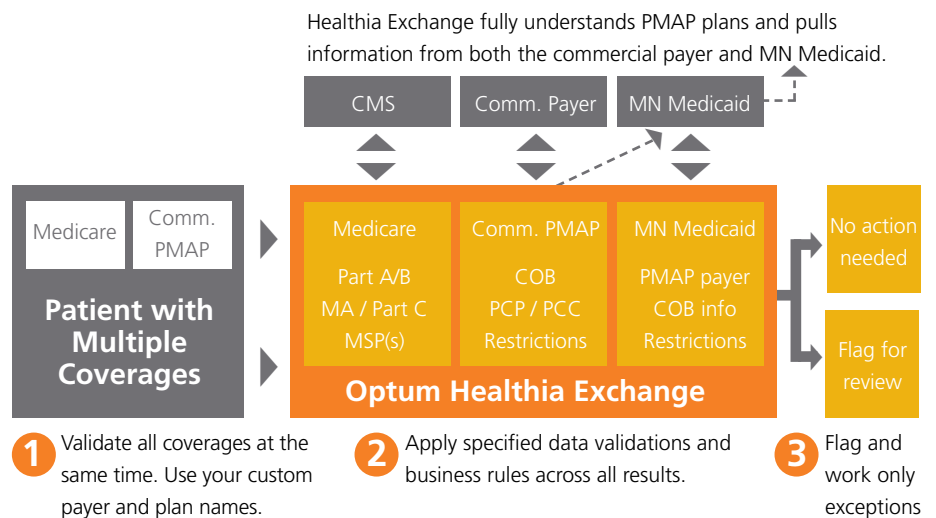 Healthia Exchange fully understands PMAP plans and pulls
information from both the commercial payer and MN Medicaid.
CMS
Comm. Payer
MN Medicaid
Medicare
Comm.
PMAP
Patient with
Multiple
Coverages
Medicare
Part A/B
MA / Part C
MSP(s)
Comm. PMAP
COB
PCP / PCC
Restrictions
MN Medicaid
PMAP payer
COB info
Restrictions
Optum Healthia Exchange
No action
needed
Flag for
review
1
Validate all coverages at the
same time. Use your custom
payer and plan names.
2
Apply specified data validations and
business rules across all results.
3
Flag and
work only
exceptions